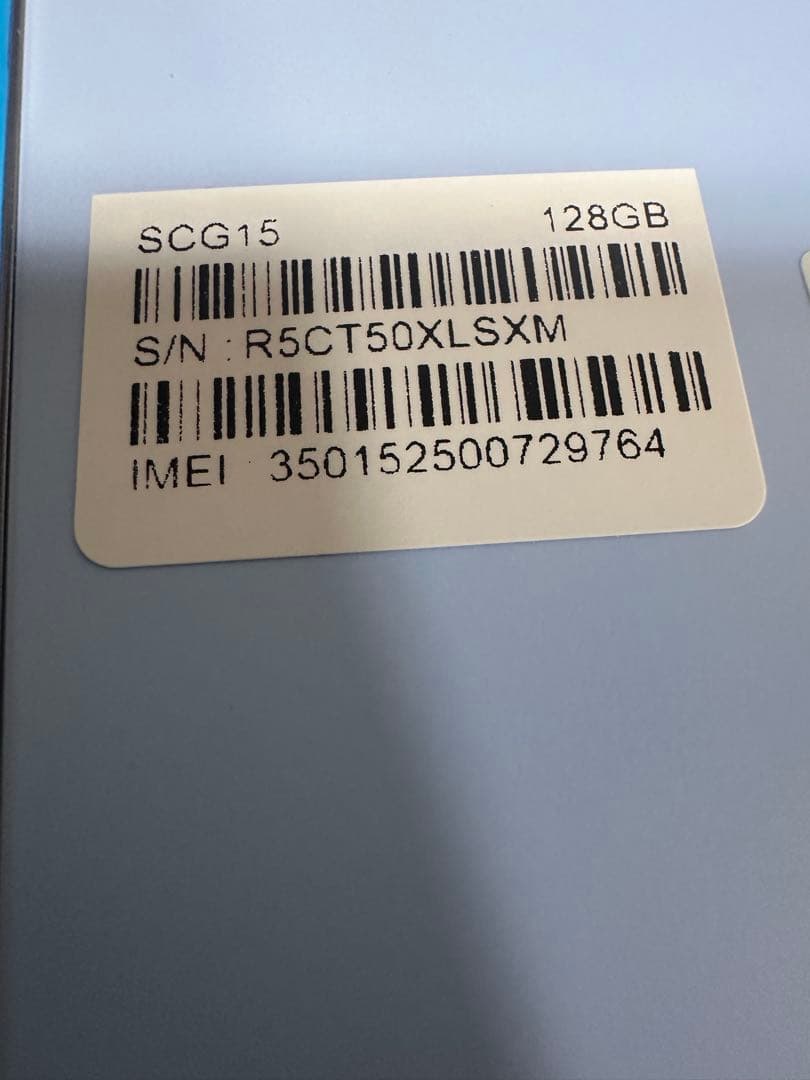 SCG15 128GB
S/N : R5CT50XLSXM
IMEI 350152500729764